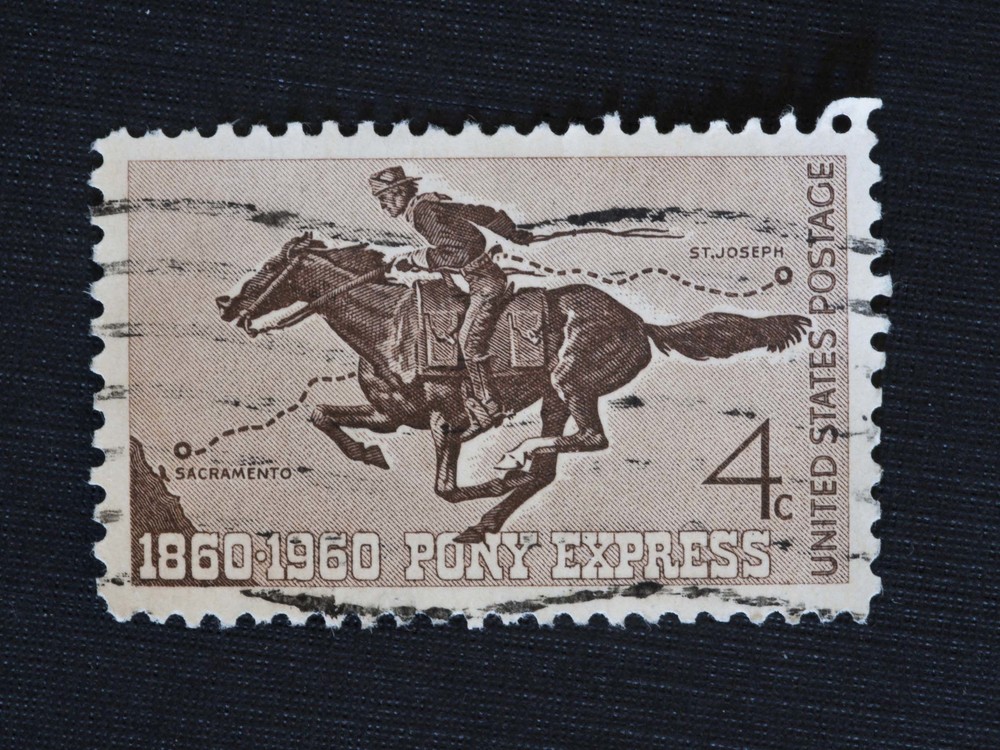 ST.JOSEPH
SACRAMENTO
4c
1860·1960 PONY EXPRESS
UNITED STATES POSTAGE